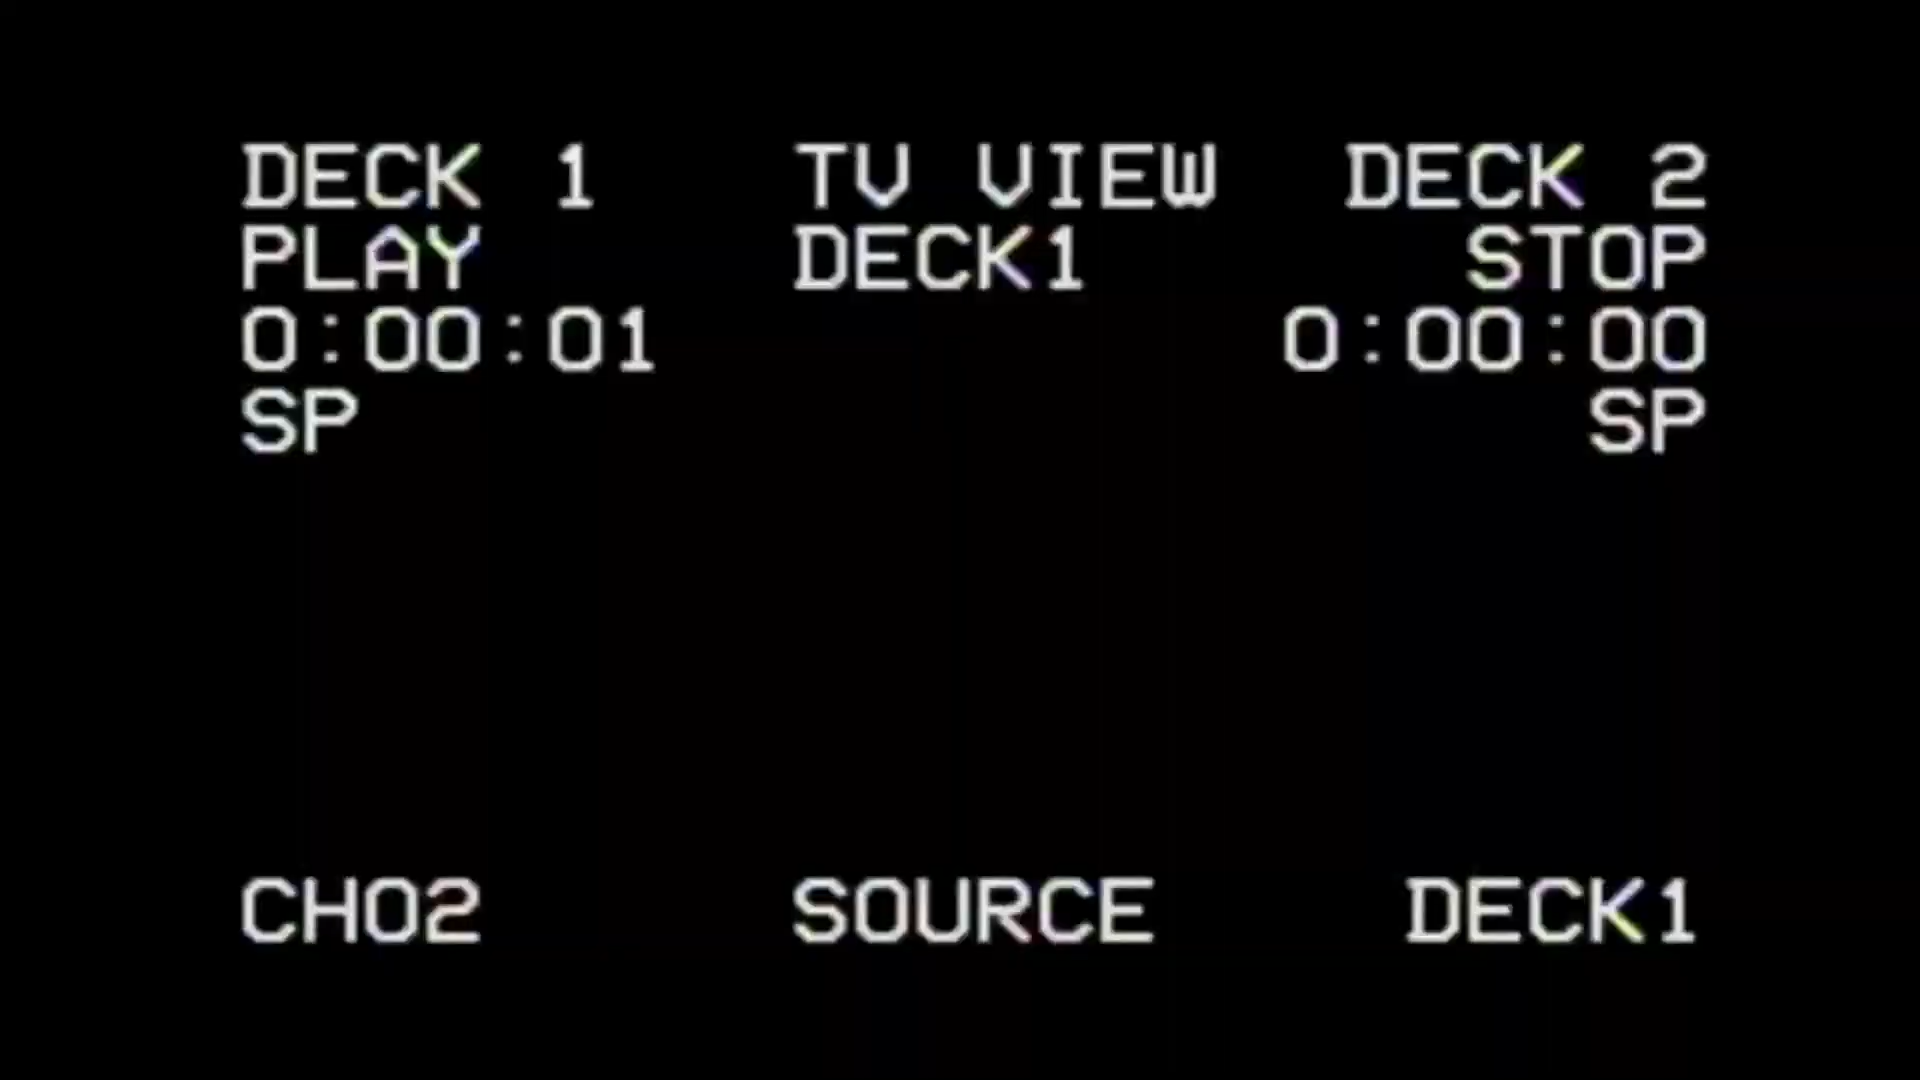 DECK 1 TV VIEW DECK 2
PLAY DECK1 STOP
0:00:01 0:00:00
SP SP
CH02 SOURCE DECK1